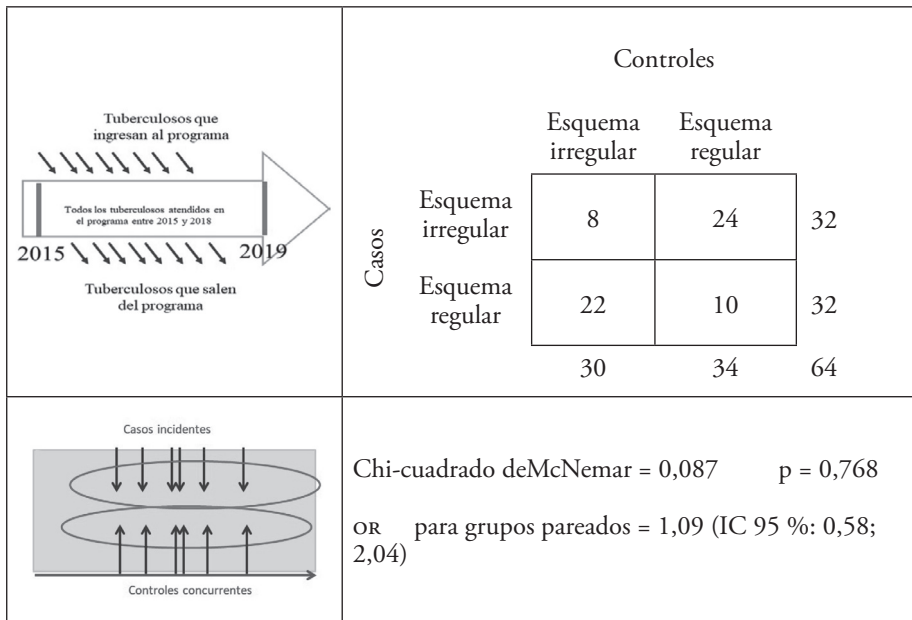 Tuberculosos que
ingresan al programa
Todos los tuberculosos atendidos en
el programa entre 2015 y 2018
2015
2019
Tuberculosos que salen
del programa
Controles
Esquema
irregular
Esquema
regular
Casos
Esquema
irregular
8
24
32
Esquema
regular
22
10
32
30
34
64
Casos incidentes
Controles concurrentes
Chi-cuadrado deMcNemar = 0,087 p = 0,768
OR para grupos pareados = 1,09 (IC 95 %: 0,58;
2,04)